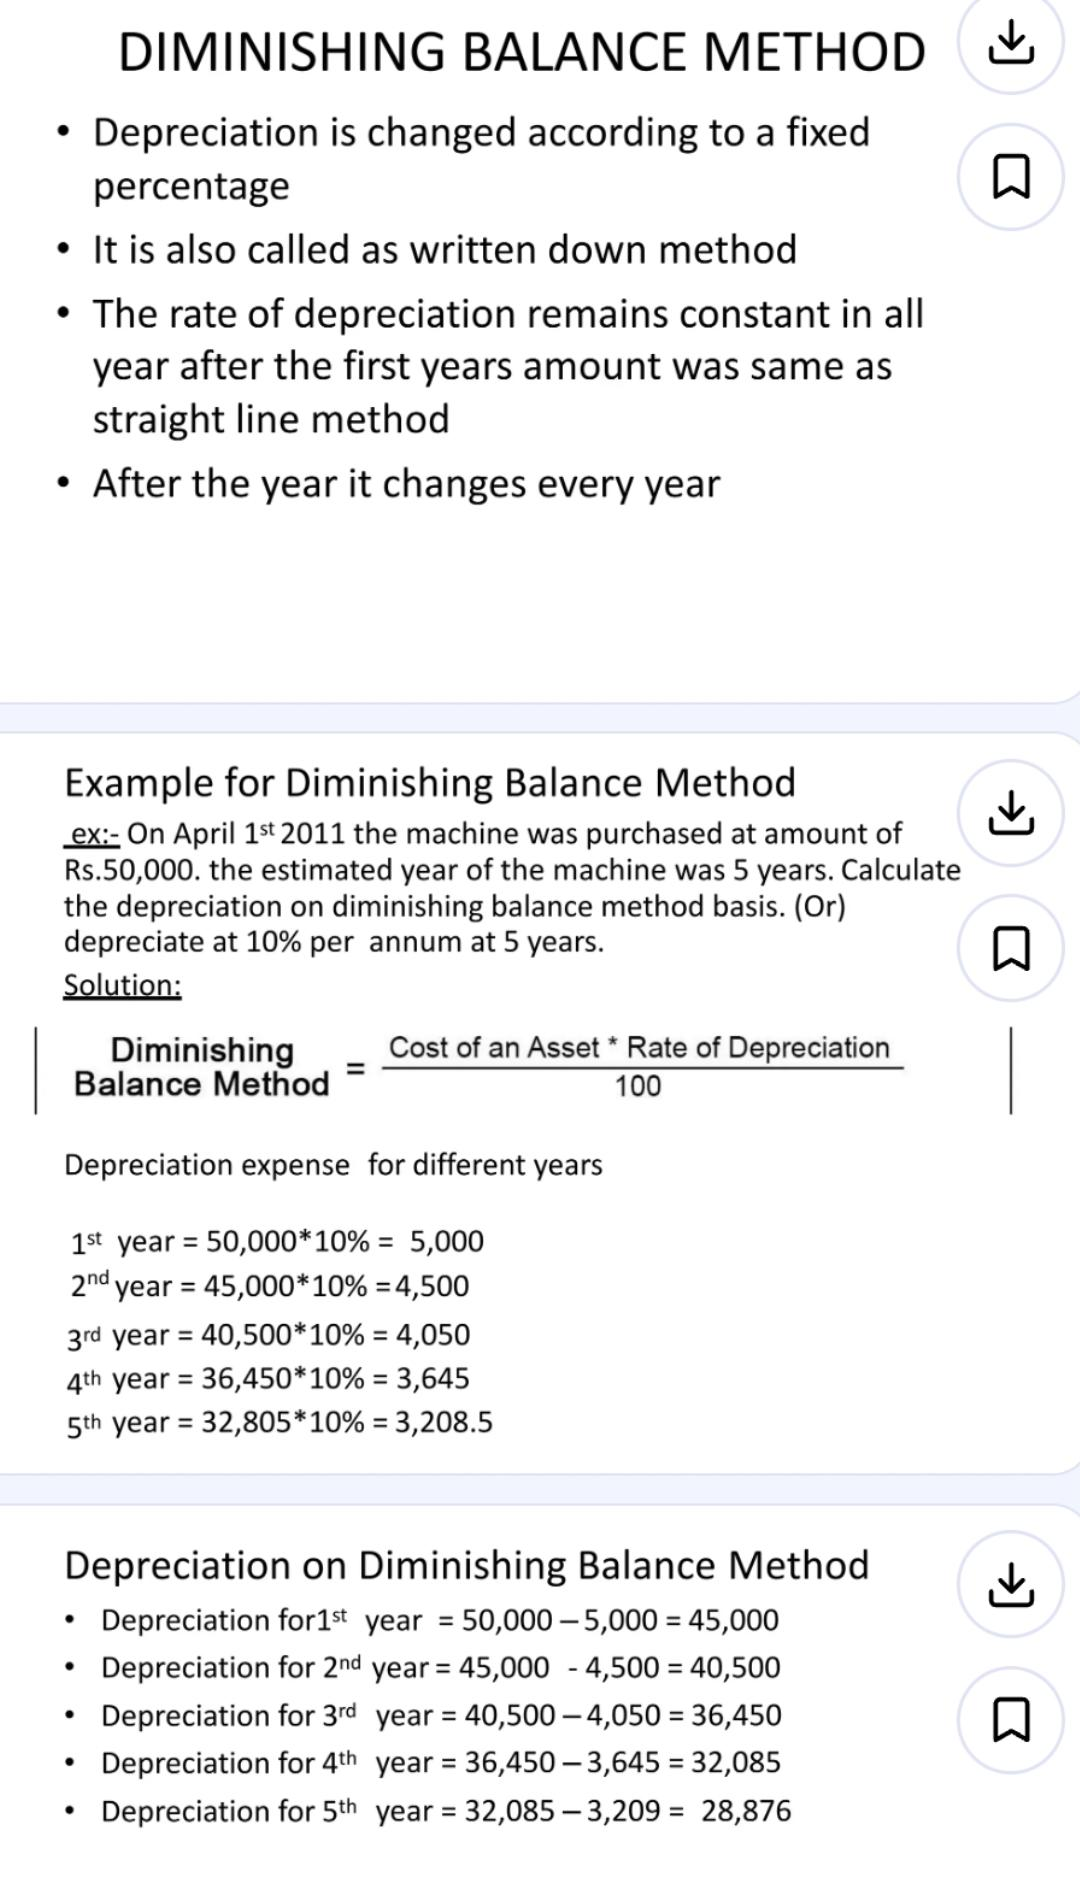 DIMINISHING BALANCE METHOD
• Depreciation is changed according to a fixed
percentage
• It is also called as written down method
• The rate of depreciation remains constant in all
year after the first years amount was same as
straight line method
• After the year it changes every year
Example for Diminishing Balance Method
ex:- On April 1st 2011 the machine was purchased at amount of
Rs.50,000. the estimated year of the machine was 5 years. Calculate
the depreciation on diminishing balance method basis. (Or)
depreciate at 10% per annum at 5 years.
Solution:
Diminishing
Balance Method = Cost of an Asset * Rate of Depreciation
100
Depreciation expense for different years
1st year = 50,000*10% = 5,000
2nd year = 45,000*10% =4,500
3rd year = 40,500*10% = 4,050
4th year = 36,450*10% = 3,645
5th year = 32,805*10% = 3,208.5
Depreciation on Diminishing Balance Method
• Depreciation for1st year = 50,000 – 5,000 = 45,000
• Depreciation for 2nd year = 45,000 - 4,500 = 40,500
• Depreciation for 3rd year = 40,500 – 4,050 = 36,450
• Depreciation for 4th year = 36,450 – 3,645 = 32,085
• Depreciation for 5th year = 32,085 – 3,209 = 28,876